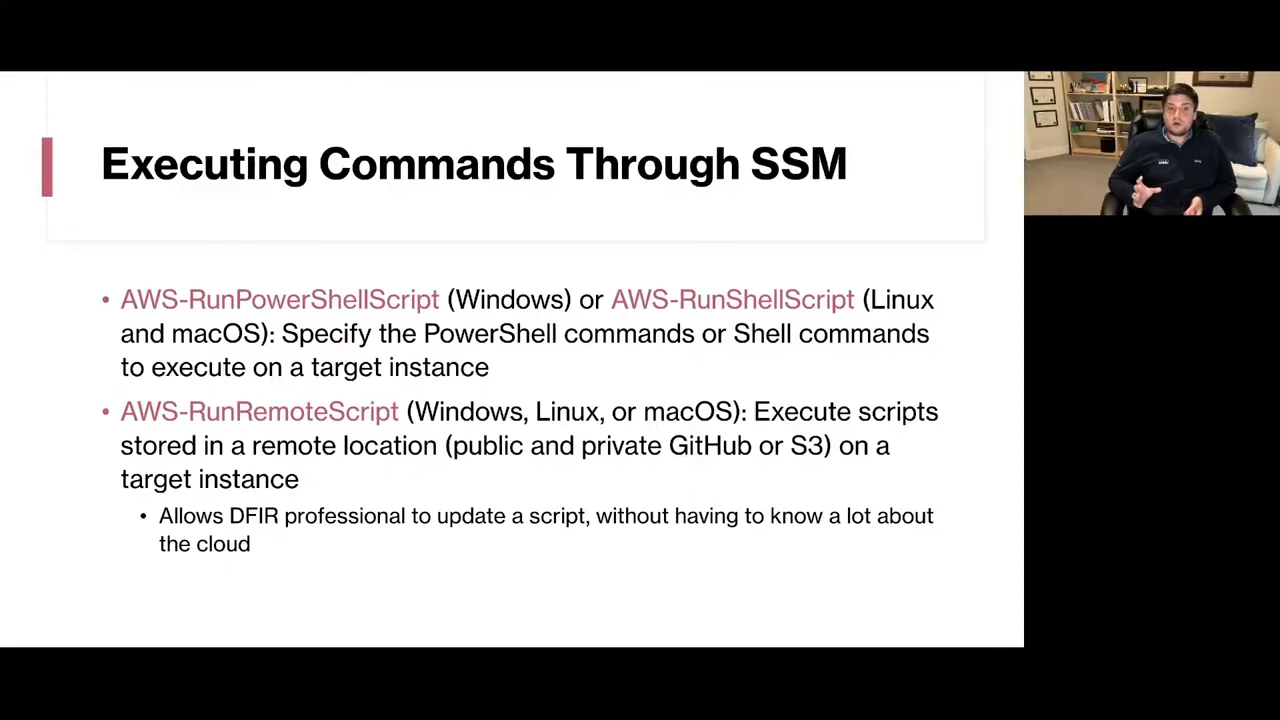 Executing Commands Through SSM
• AWS-RunPowerShellScript (Windows) or AWS-RunShellScript (Linux
and macOS): Specify the PowerShell commands or Shell commands
to execute on a target instance
• AWS-RunRemoteScript (Windows, Linux, or macOS): Execute scripts
stored in a remote location (public and private GitHub or S3) on a
target instance
• Allows DFIR professional to update a script, without having to know a lot about
the cloud